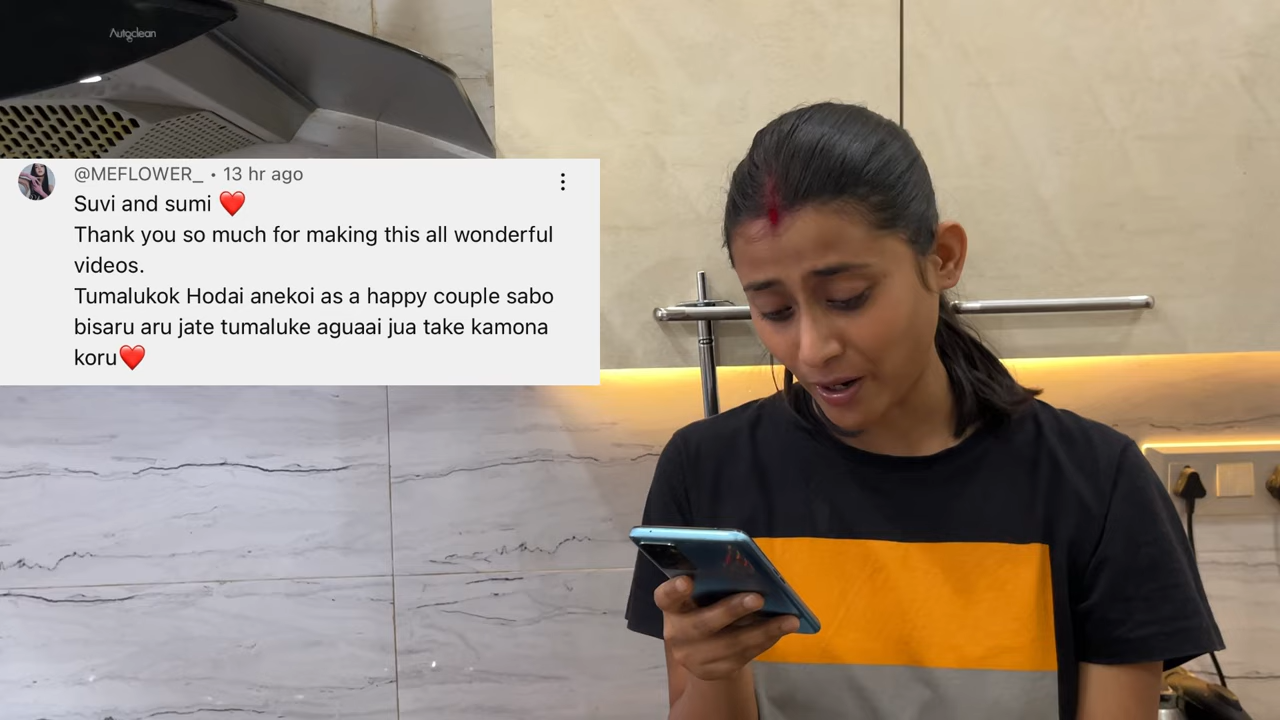 Autoclean
@MEFLOWER_ • 13 hr ago
Suvi and sumi ❤️
Thank you so much for making this all wonderful
videos.
Tumalukok Hodai anekoi as a happy couple sabo
bisaru aru jate tumaluke aguaai jua take kamona
koru❤️